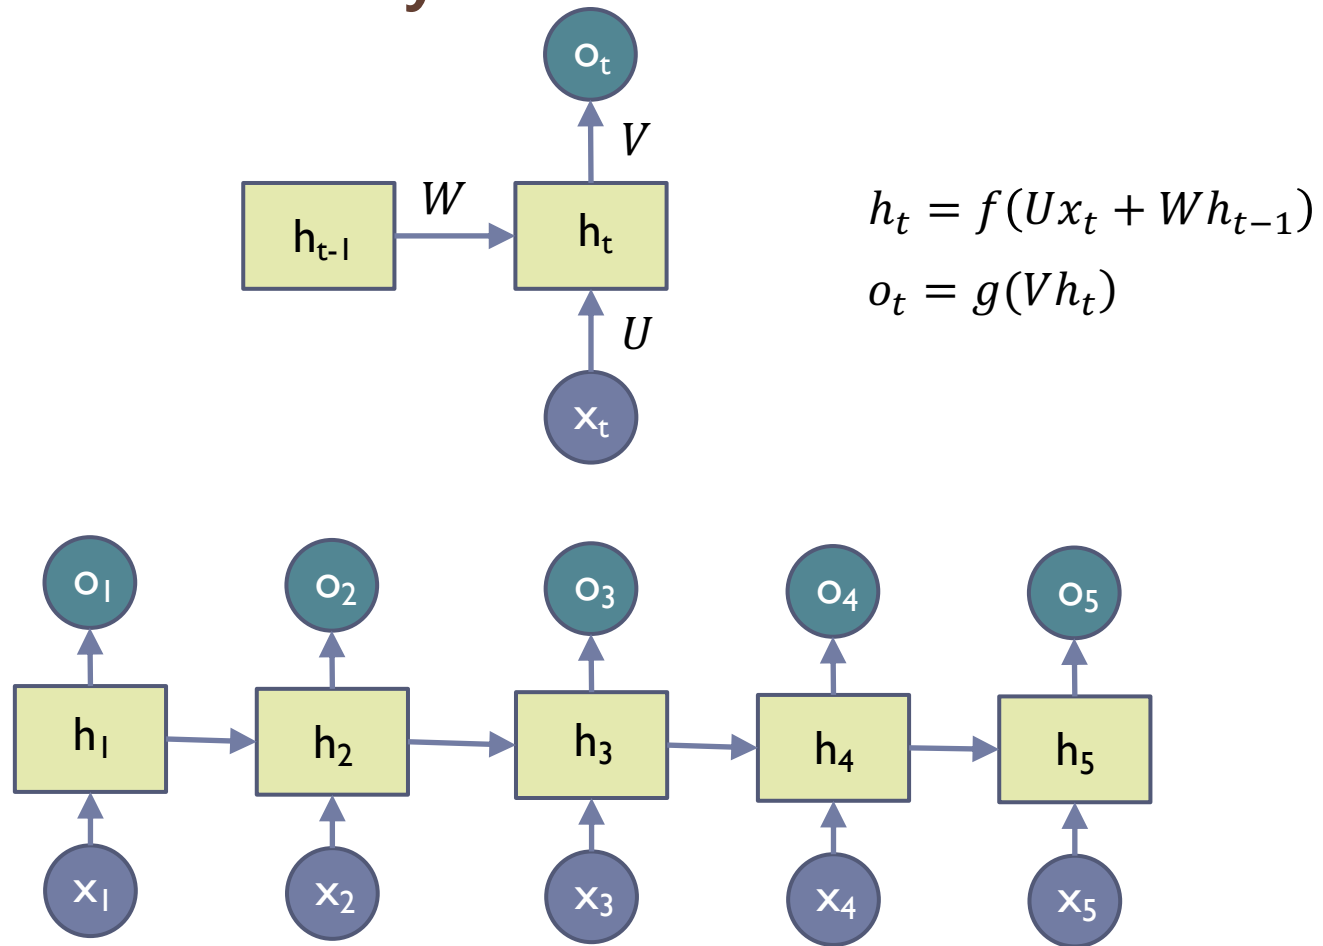 y
oₜ
V
W
hₜ₋₁
hₜ
hₜ = f(Uxₜ + Whₜ₋₁)
oₜ = g(Vhₜ)
U
xₜ
o₁ o₂ o₃ o₄ o₅
h₁ h₂ h₃ h₄ h₅
x₁ x₂ x₃ x₄ x₅